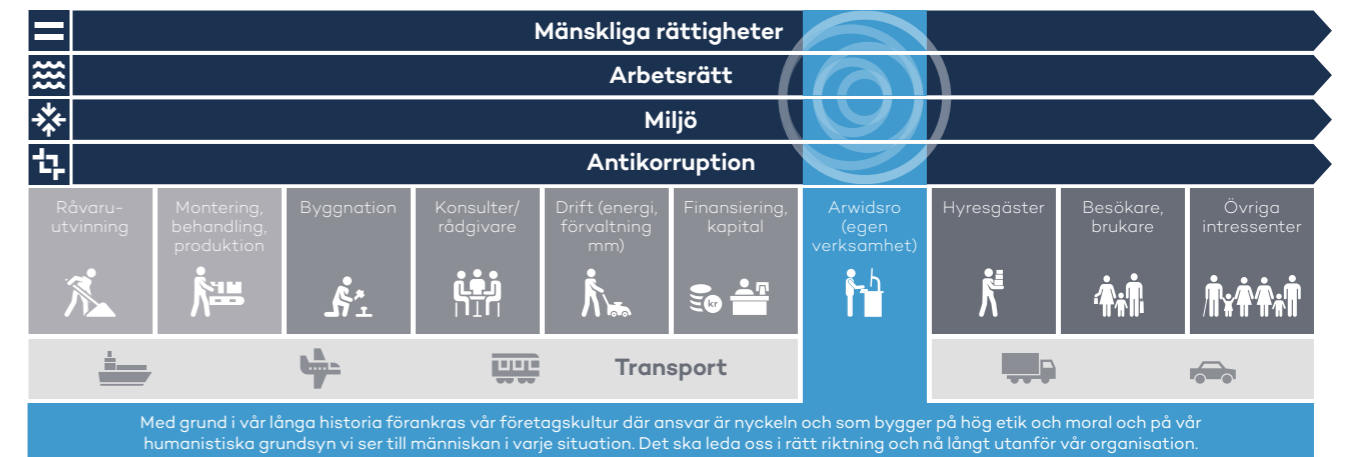 Mänskliga rättigheter
Arbetsrätt
Miljö
Antikorruption
Råvaru-
utvinning
Montering,
behandling,
produktion
Byggnation
Konsulter/
rådgivare
Drift (energi,
förvaltning
mm)
Finansiering,
kapital
kr
Arwidsro
(egen
verksamhet)
Hyresgäster
Besökare,
brukare
Övriga
intressenter
Transport
Med grund i vår långa historia förankras vår företagskultur där ansvar är nyckeln och som bygger på hög etik och moral och på vår
humanistiska grundsyn vi ser till människan i varje situation. Det ska leda oss i rätt riktning och nå långt utanför vår organisation.